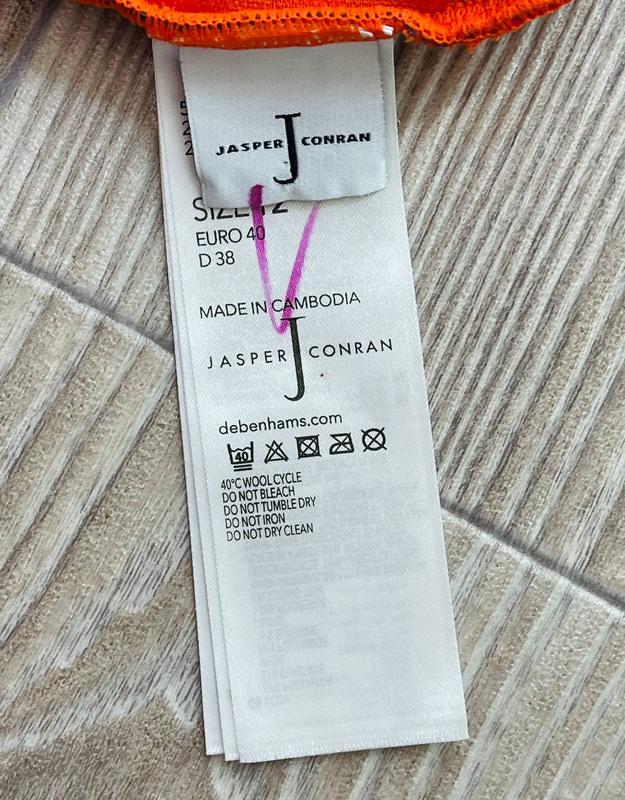 JASPER J CONRAN
SIZE 12
EURO 40
D 38
MADE IN CAMBODIA
JASPER J CONRAN
debenhams.com
40
40°C WOOL CYCLE
DO NOT BLEACH
DO NOT TUMBLE DRY
DO NOT IRON
DO NOT DRY CLEAN